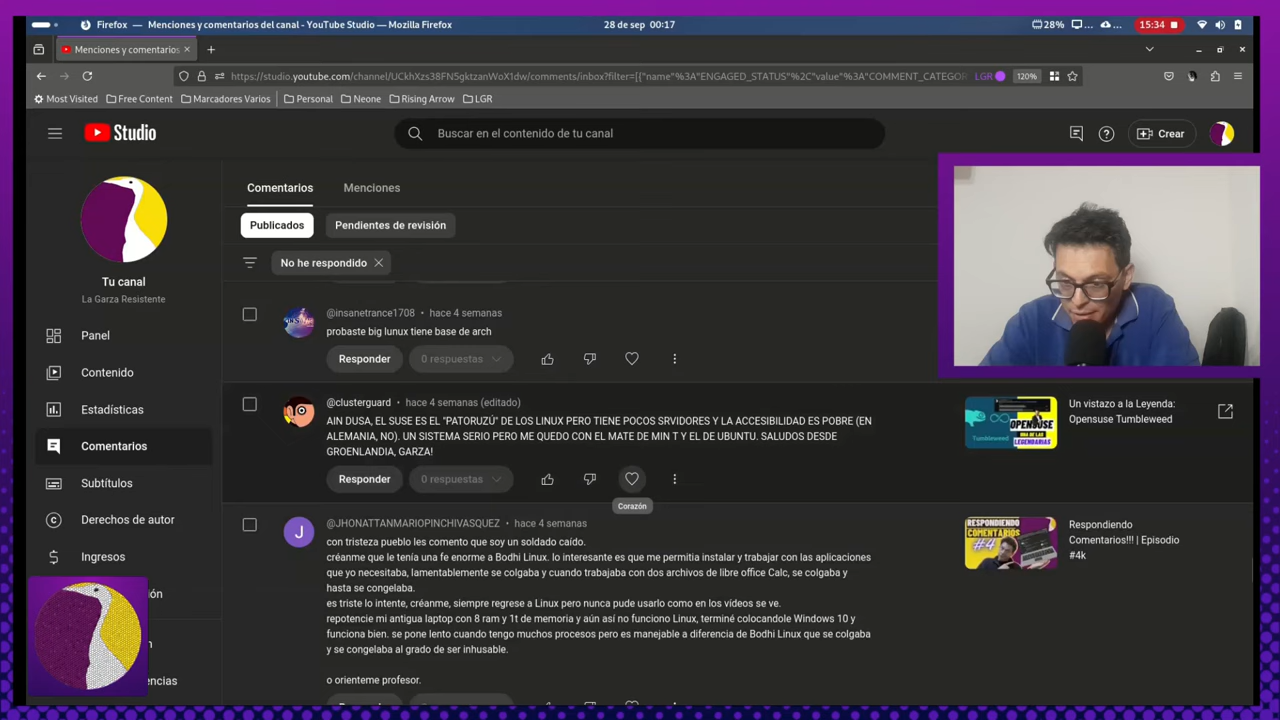 Firefox — Menciones y comentarios del canal - YouTube Studio — Mozilla Firefox
28 de sep 00:17
28%
15:34
Menciones y comentarios
https://studio.youtube.com/channel/UCkhXzs38FN5gktzanWoX1dw/comments/inbox?filter=[{"name"%3A"ENGAGED_STATUS"%2C"value"%3A"COMMENT_CATEGOR
LGR
120%
Most Visited
Free Content
Marcadores Varios
Personal
Neone
Rising Arrow
LGR
Studio
Buscar en el contenido de tu canal
Crear
Comentarios
Menciones
Publicados
Pendientes de revisión
No he respondido
Tu canal
La Garza Resistente
Panel
Contenido
Estadísticas
Comentarios
Subtítulos
Derechos de autor
Ingresos
@insanetrance1708 • hace 4 semanas
probaste big lunux tiene base de arch
Responder
0 respuestas
@clusterguard • hace 4 semanas (editado)
EL SUSE ES EL "PATORUZÚ" DE LOS LINUX PERO TIENE POCOS SRVIDORES Y LA ACCESIBILIDAD ES POBRE (EN
ALEMANIA, NO). UN SISTEMA SERIO PERO ME QUEDO CON EL MATE DE MIN T Y EL DE UBUNTU. SALUDOS DESDE
GROENLANDIA, GARZA!
Responder
0 respuestas
Corazón
Un vistazo a la Leyenda:
Opensuse Tumbleweed
Tumbleweed
OPENSUSE
UNA DE LAS
LEGENDARIAS
@JHONATTANMARIOPINCHIVASQUEZ • hace 4 semanas
con tristeza pueblo les comento que soy un soldado caído.
créanme que le tenía una fe enorme a Bodhi Linux. lo interesante es que me permitia instalar y trabajar con las aplicaciones
que yo necesitaba, lamentablemente se colgaba y cuando trabajaba con dos archivos de libre office Calc, se colgaba y
hasta se congelaba.
es triste lo intente, créanme, siempre regrese a Linux pero nunca pude usarlo como en los vídeos se ve.
repotencie mi antigua laptop con 8 ram y 1t de memoria y aún así no funciono Linux, terminé colocandole Windows 10 y
funciona bien. se pone lento cuando tengo muchos procesos pero es manejable a diferencia de Bodhi Linux que se colgaba
y se congelaba al grado de ser inhusable.
o orienteme profesor.
RESPONDIENDO
COMENTARIOS
#4
Respondiendo
Comentarios!!! | Episodio
#4k